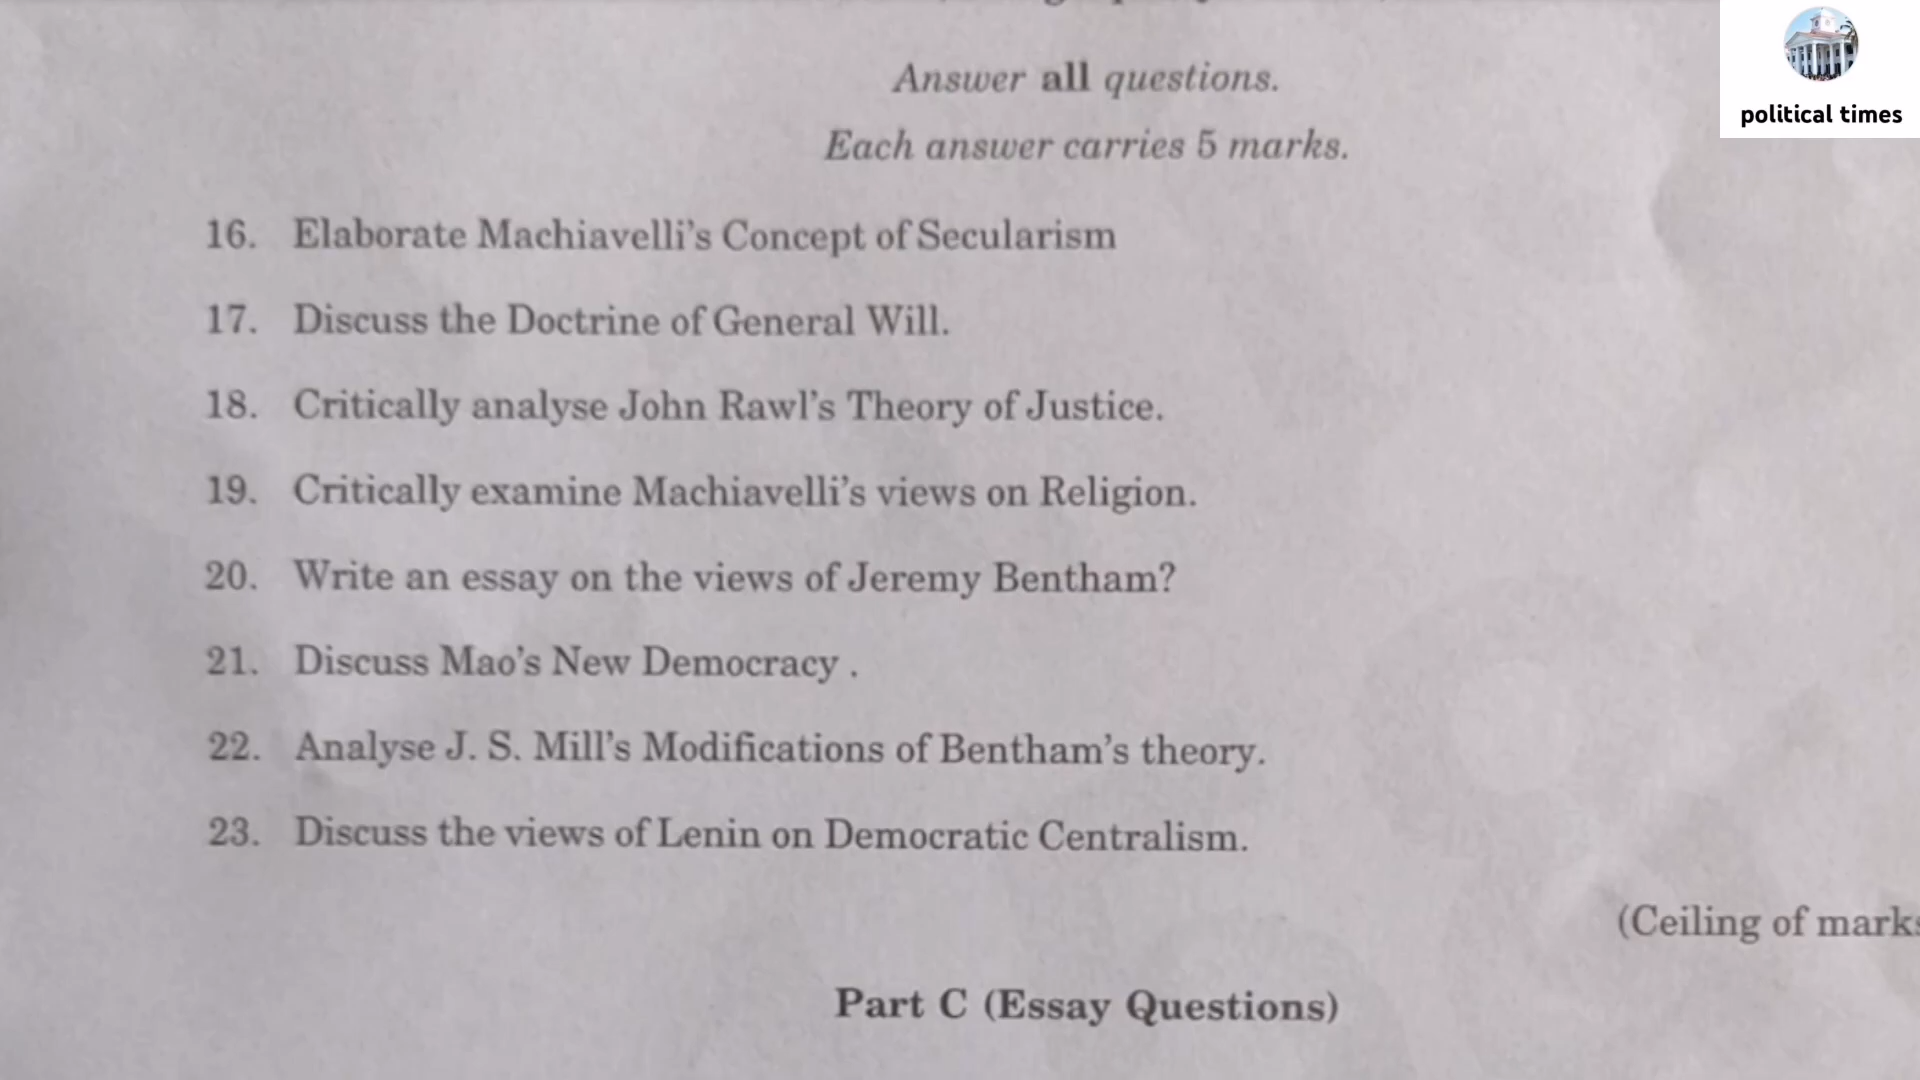 Answer all questions.
political times
Each answer carries 5 marks.
16. Elaborate Machiavelli's Concept of Secularism
17. Discuss the Doctrine of General Will.
18. Critically analyse John Rawl's Theory of Justice.
19. Critically examine Machiavelli's views on Religion.
20. Write an essay on the views of Jeremy Bentham?
21. Discuss Mao's New Democracy .
22. Analyse J. S. Mill's Modifications of Bentham's theory.
23. Discuss the views of Lenin on Democratic Centralism.
(Ceiling of marks
Part C (Essay Questions)